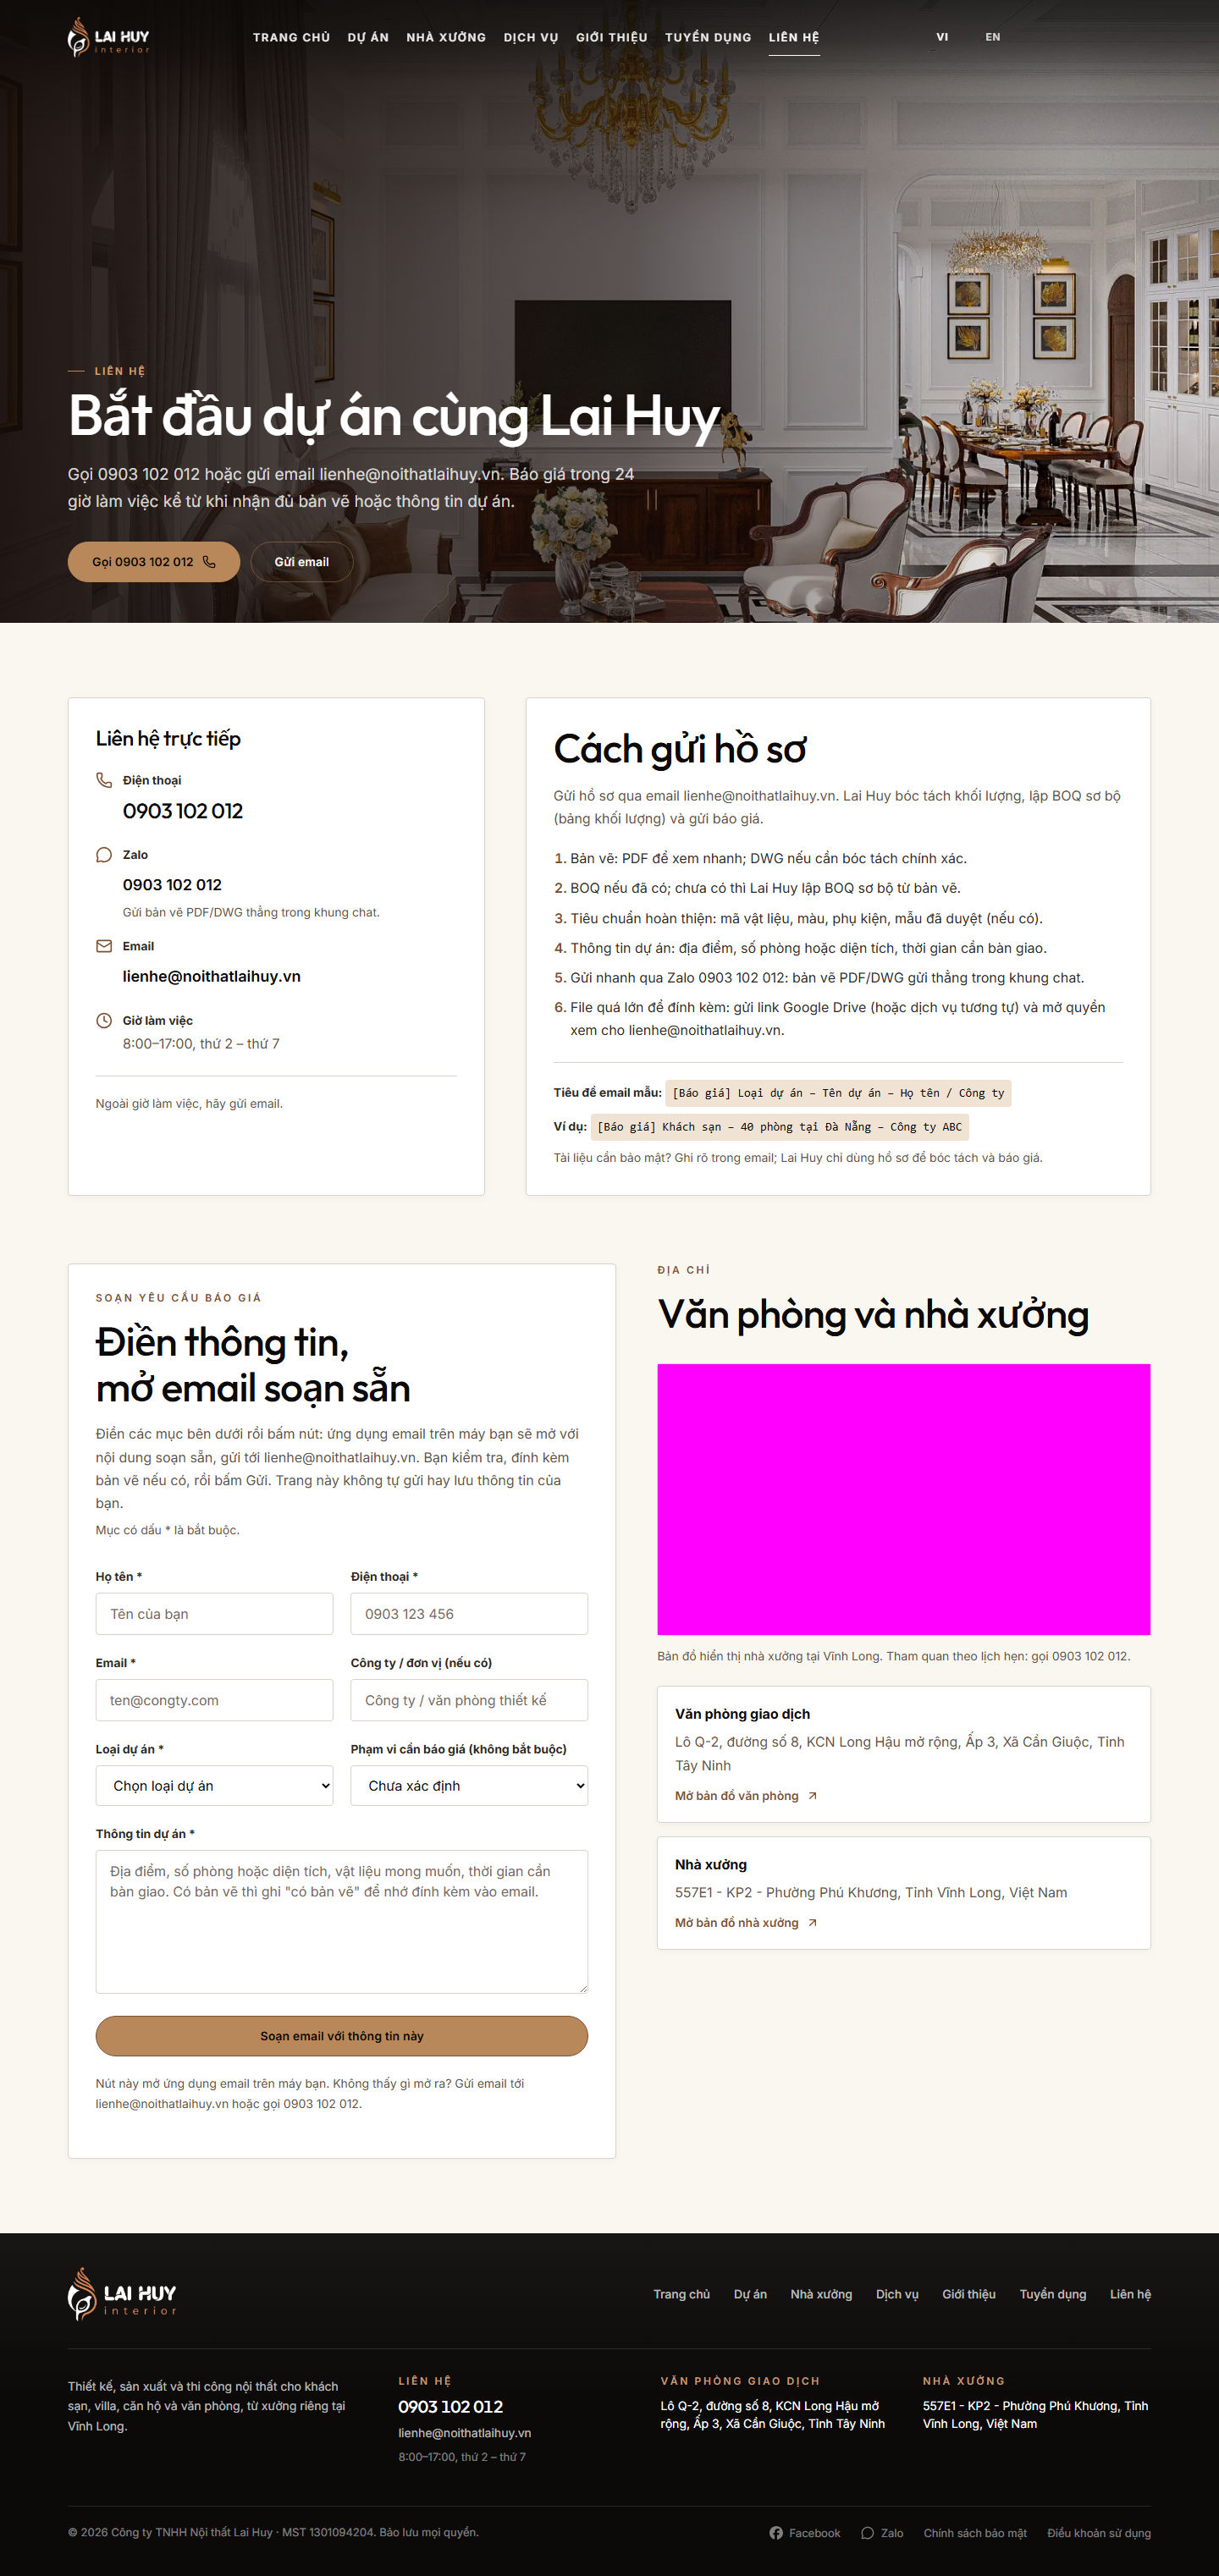 LAI HUY
interior
TRANG CHỦ
DỰ ÁN
NHÀ XƯỞNG
DỊCH VỤ
GIỚI THIỆU
TUYỂN DỤNG
LIÊN HỆ
VI
EN
LIÊN HỆ
Bắt đầu dự án cùng Lai Huy
Gọi 0903 102 012 hoặc gửi email lienhe@noithatlaihuy.vn. Báo giá trong 24
giờ làm việc kể từ khi nhận đủ bản vẽ hoặc thông tin dự án.
Gọi 0903 102 012
Gửi email
Liên hệ trực tiếp
Điện thoại
0903 102 012
Zalo
0903 102 012
Gửi bản vẽ PDF/DWG thẳng trong khung chat.
Email
lienhe@noithatlaihuy.vn
Giờ làm việc
8:00–17:00, thứ 2 – thứ 7
Ngoài giờ làm việc, hãy gửi email.
Cách gửi hồ sơ
Gửi hồ sơ qua email lienhe@noithatlaihuy.vn. Lai Huy bóc tách khối lượng, lập BOQ sơ bộ
(bảng khối lượng) và gửi báo giá.
1. Bản vẽ: PDF để xem nhanh; DWG nếu cần bóc tách chính xác.
2. BOQ nếu đã có; chưa có thì Lai Huy lập BOQ sơ bộ từ bản vẽ.
3. Tiêu chuẩn hoàn thiện: mã vật liệu, màu, phụ kiện, mẫu đã duyệt (nếu có).
4. Thông tin dự án: địa điểm, số phòng hoặc diện tích, thời gian cần bàn giao.
5. Gửi nhanh qua Zalo 0903 102 012: bản vẽ PDF/DWG gửi thẳng trong khung chat.
6. File quá lớn để đính kèm: gửi link Google Drive (hoặc dịch vụ tương tự) và mở quyền
xem cho lienhe@noithatlaihuy.vn.
Tiêu đề email mẫu: [Báo giá] Loại dự án – Tên dự án – Họ tên / Công ty
Ví dụ: [Báo giá] Khách sạn – 40 phòng tại Đà Nẵng – Công ty ABC
Tài liệu cần bảo mật? Ghi rõ trong email; Lai Huy chỉ dùng hồ sơ để bóc tách và báo giá.
SOẠN YÊU CẦU BÁO GIÁ
Điền thông tin,
mở email soạn sẵn
Điền các mục bên dưới rồi bấm nút: ứng dụng email trên máy bạn sẽ mở với
nội dung soạn sẵn, gửi tới lienhe@noithatlaihuy.vn. Bạn kiểm tra, đính kèm
bản vẽ nếu có, rồi bấm Gửi. Trang này không tự gửi hay lưu thông tin của
bạn.
Mục có dấu * là bắt buộc.
Họ tên *
Điện thoại *
Tên của bạn
0903 123 456
Email *
Công ty / đơn vị (nếu có)
ten@congty.com
Công ty / văn phòng thiết kế
Loại dự án *
Phạm vi cần báo giá (không bắt buộc)
Chọn loại dự án
Chưa xác định
Thông tin dự án *
Địa điểm, số phòng hoặc diện tích, vật liệu mong muốn, thời gian cần
bàn giao. Có bản vẽ thì ghi "có bản vẽ" để nhớ đính kèm vào email.
Soạn email với thông tin này
Nút này mở ứng dụng email trên máy bạn. Không thấy gì mở ra? Gửi email tới
lienhe@noithatlaihuy.vn hoặc gọi 0903 102 012.
ĐỊA CHỈ
Văn phòng và nhà xưởng
Bản đồ hiển thị nhà xưởng tại Vĩnh Long. Tham quan theo lịch hẹn: gọi 0903 102 012.
Văn phòng giao dịch
Lô Q-2, đường số 8, KCN Long Hậu mở rộng, Ấp 3, Xã Cần Giuộc, Tỉnh
Tây Ninh
Mở bản đồ văn phòng
Nhà xưởng
557E1 - KP2 - Phường Phú Khương, Tỉnh Vĩnh Long, Việt Nam
Mở bản đồ nhà xưởng
LAI HUY
interior
Trang chủ
Dự án
Nhà xưởng
Dịch vụ
Giới thiệu
Tuyển dụng
Liên hệ
Thiết kế, sản xuất và thi công nội thất cho khách
sạn, villa, căn hộ và văn phòng, từ xưởng riêng tại
Vĩnh Long.
LIÊN HỆ
0903 102 012
lienhe@noithatlaihuy.vn
8:00–17:00, thứ 2 – thứ 7
VĂN PHÒNG GIAO DỊCH
Lô Q-2, đường số 8, KCN Long Hậu mở
rộng, Ấp 3, Xã Cần Giuộc, Tỉnh Tây Ninh
NHÀ XƯỞNG
557E1 - KP2 - Phường Phú Khương, Tỉnh
Vĩnh Long, Việt Nam
© 2026 Công ty TNHH Nội thất Lai Huy · MST 1301094204. Bảo lưu mọi quyền.
Facebook
Zalo
Chính sách bảo mật
Điều khoản sử dụng